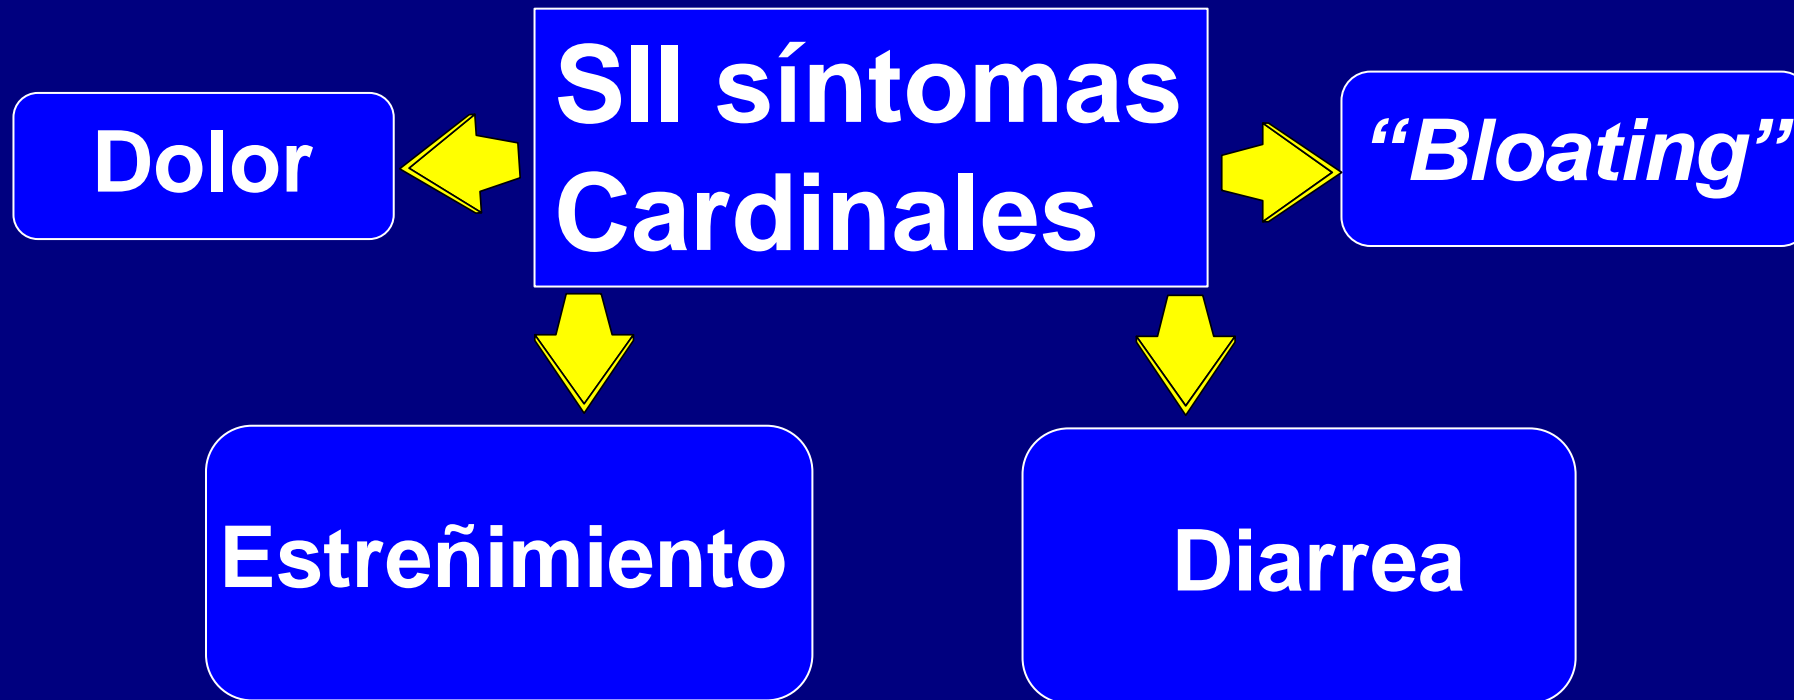 SII síntomas
Cardinales
Dolor
“Bloating”
Estreñimiento
Diarrea